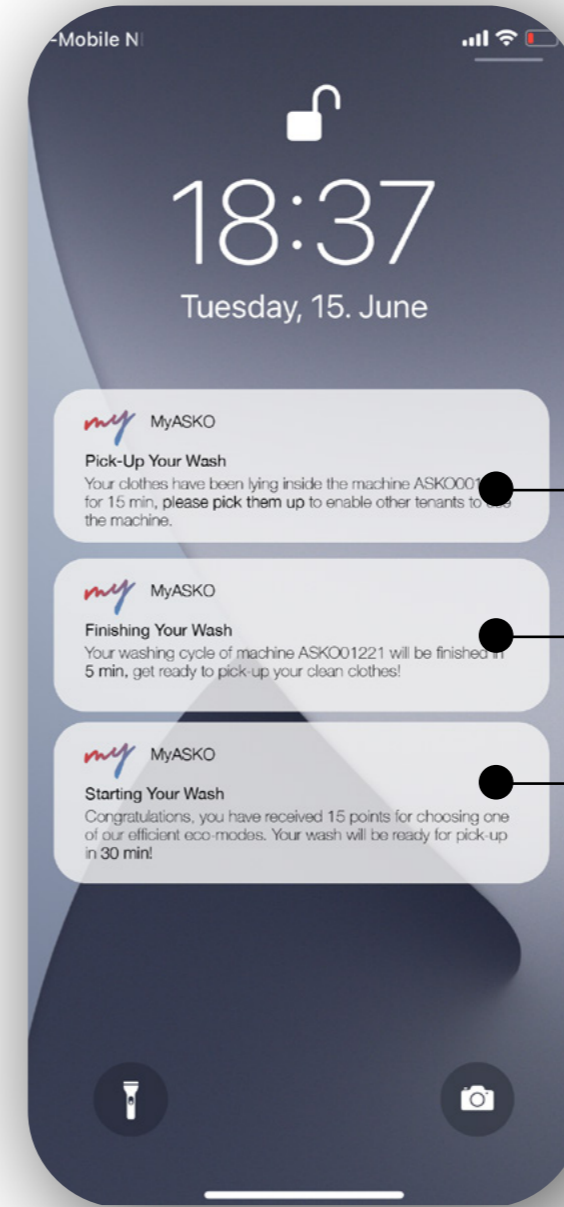 -Mobile N
18:37
Tuesday, 15. June
my MyASKO
Pick-Up Your Wash
Your clothes have been lying inside the machine
for 15 min, please pick them up to enable other tenants to
the machine.
my MyASKO
Finishing Your Wash
Your washing cycle of machine ASKO01221 will be finished in
5 min, get ready to pick-up your clean clothes!
my MyASKO
Starting Your Wash
Congratulations, you have received 15 points for choosing one
of our efficient eco-modes. Your wash will be ready for pick-up
in 30 min!